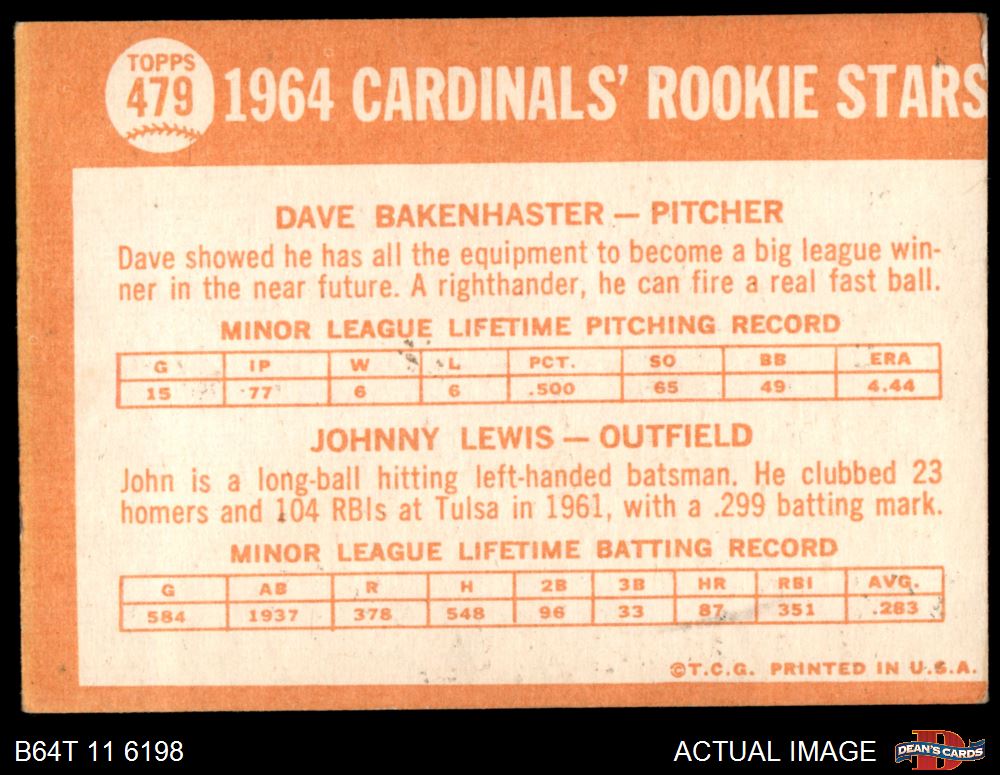 TOPPS
479
1964 CARDINALS' ROOKIE STARS
DAVE BAKENHASTER — PITCHER
Dave showed he has all the equipment to become a big league win-
ner in the near future. A righthander, he can fire a real fast ball.
MINOR LEAGUE LIFETIME PITCHING RECORD
G IP W L PCT. SO BB ERA
15 77 6 6 .500 65 49 4.44
JOHNNY LEWIS — OUTFIELD
John is a long-ball hitting left-handed batsman. He clubbed 23
homers and 104 RBIs at Tulsa in 1961, with a .299 batting mark.
MINOR LEAGUE LIFETIME BATTING RECORD
G AB R H 2B 3B HR RBI AVG.
584 1937 378 548 96 33 87 351 .283
©T.C.G. PRINTED IN U.S.A.
B64T 11 6198
ACTUAL IMAGE
DEAN'S CARDS